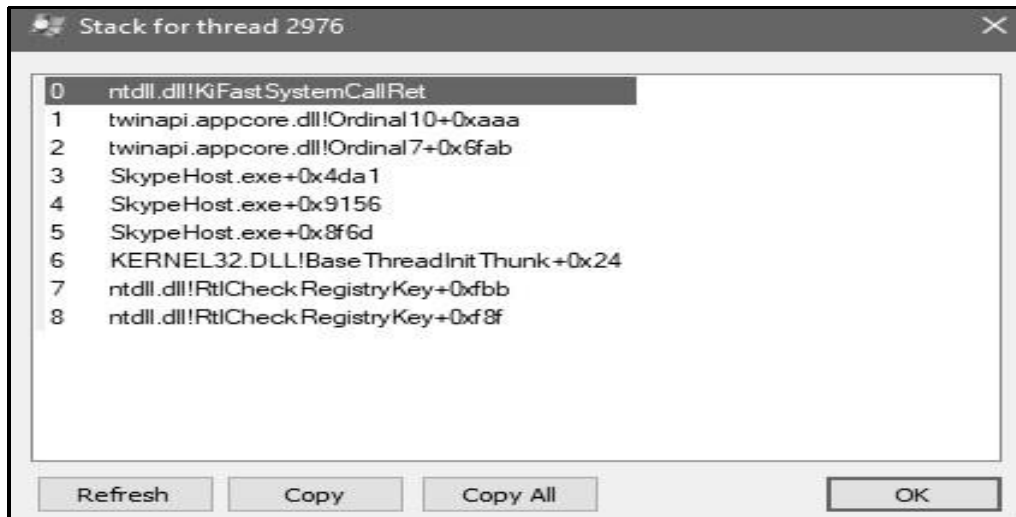 Stack for thread 2976
0 ntdll.dll!KiFastSystemCallRet
1 twinapi.appcore.dll!Ordinal10+0xaaa
2 twinapi.appcore.dll!Ordinal7+0x6fab
3 SkypeHost.exe+0x4da1
4 SkypeHost.exe+0x9156
5 SkypeHost.exe+0x8f6d
6 KERNEL32.DLL!BaseThreadInitThunk+0x24
7 ntdll.dll!RtlCheckRegistryKey+0xfbb
8 ntdll.dll!RtlCheckRegistryKey+0xf8f
Refresh Copy Copy All OK